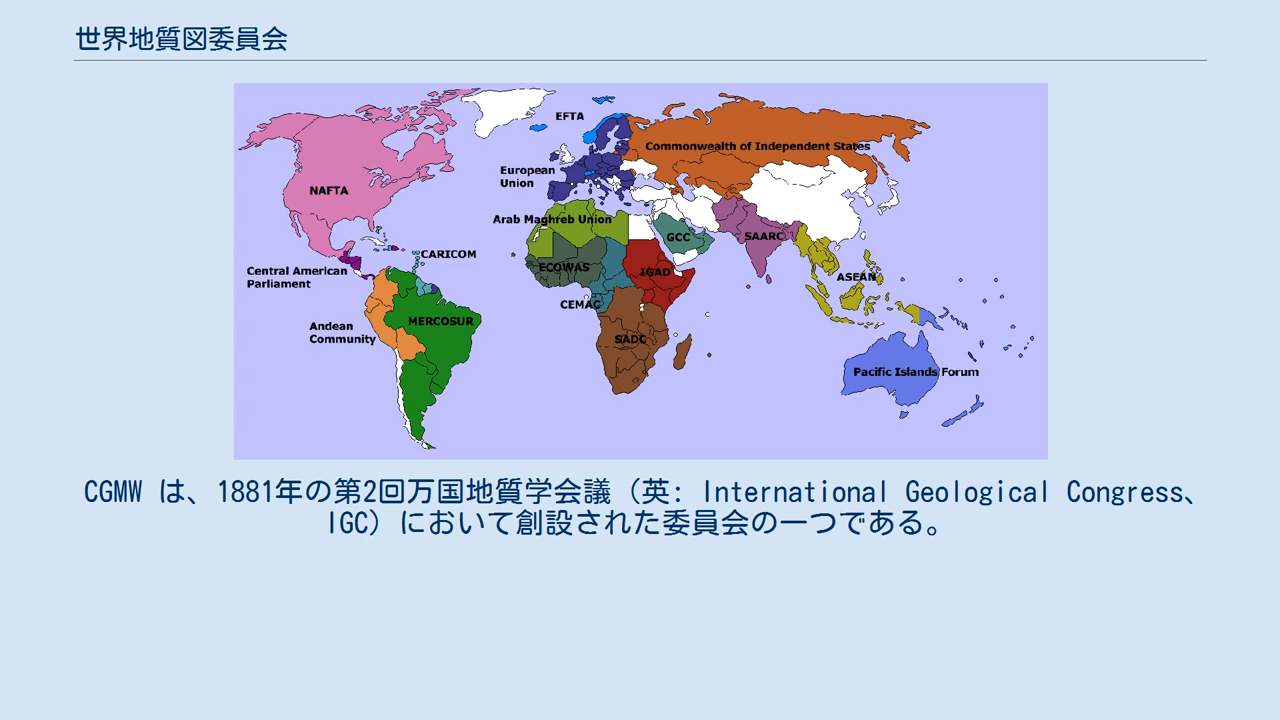 世界地質図委員会
EFTA
Commonwealth of Independent States
European
Union
NAFTA
Arab Maghreb Union
GCC
SAARC
CARICOM
ECOWAS
IGAD
Central American
Parliament
ASEAN
CEMAC
MERCOSUR
Andean
Community
SADC
Pacific Islands Forum
CGMW は、1881年の第2回万国地質学会議（英: International Geological Congress、
IGC）において創設された委員会の一つである。